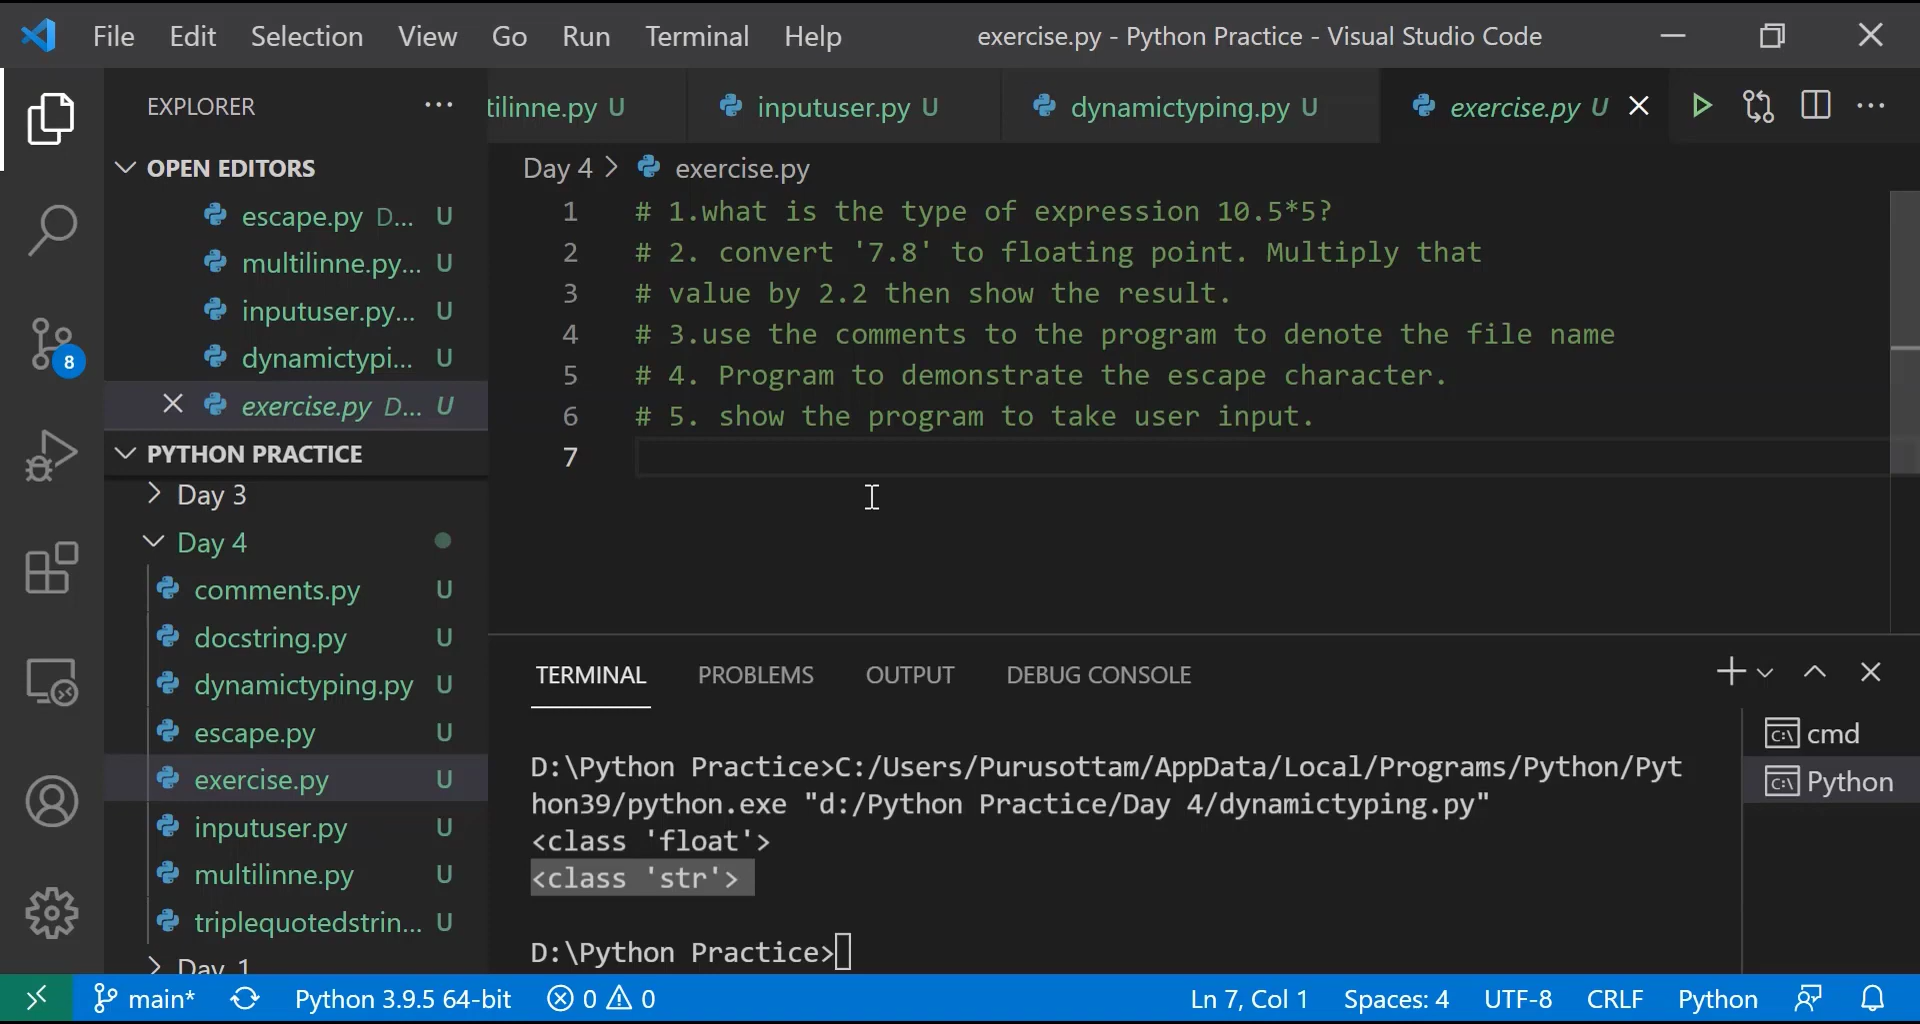 File Edit Selection View Go Run Terminal Help exercise.py - Python Practice - Visual Studio Code
EXPLORER ···
tilinne.py U inputuser.py U dynamictyping.py U exercise.py U
OPEN EDITORS
escape.py D... U
multilinne.py... U
inputuser.py... U
dynamictypi... U
exercise.py D... U
PYTHON PRACTICE
Day 3
Day 4
comments.py U
docstring.py U
dynamictyping.py U
escape.py U
exercise.py U
inputuser.py U
multilinne.py U
triplequotedstrin... U
Day 1
8
Day 4 > exercise.py
1 # 1.what is the type of expression 10.5*5?
2 # 2. convert '7.8' to floating point. Multiply that
3 # value by 2.2 then show the result.
4 # 3.use the comments to the program to denote the file name
5 # 4. Program to demonstrate the escape character.
6 # 5. show the program to take user input.
7
TERMINAL PROBLEMS OUTPUT DEBUG CONSOLE
D:\Python Practice>C:/Users/Purusottam/AppData/Local/Programs/Python/Pyt
hon39/python.exe "d:/Python Practice/Day 4/dynamictyping.py"
<class 'float'>
<class 'str'>
D:\Python Practice>
cmd
Python
main* Python 3.9.5 64-bit 0 0 Ln 7, Col 1 Spaces: 4 UTF-8 CRLF Python